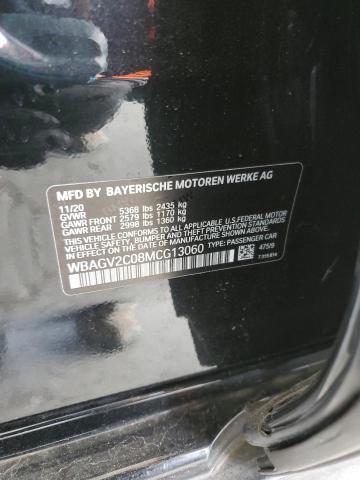 MFD BY BAYERISCHE MOTOREN WERKE AG
11/20
GVWR 5368 lbs 2435 kg
GAWR FRONT 2579 lbs 1170 kg
GAWR REAR 2998 lbs 1360 kg
THIS VEHICLE CONFORMS TO ALL APPLICABLE U.S.FEDERAL MOTOR
VEHICLE SAFETY, BUMPER, AND THEFT PREVENTION STANDARDS
IN EFFECT ON THE DATE OF MANUFACTURE SHOWN ABOVE.
WBAGV2C08MCG13060 TYPE: PASSENGER CAR
475/9